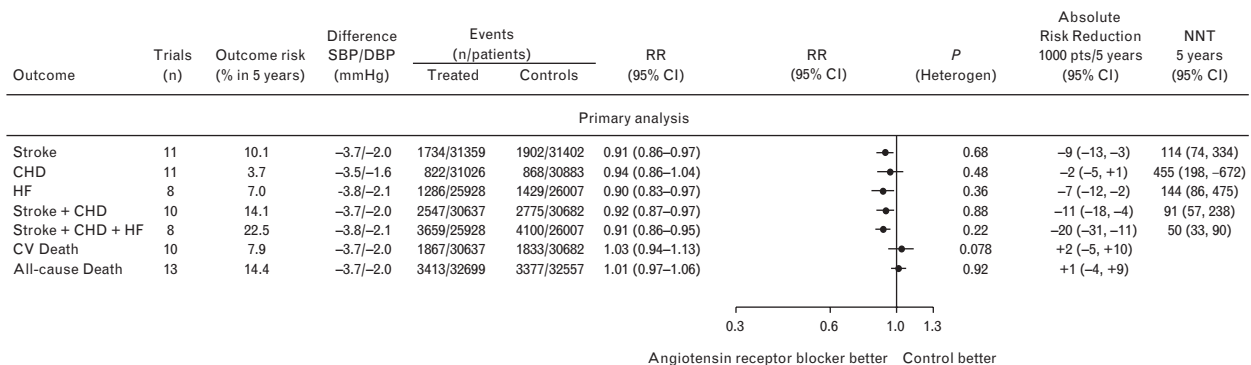 Outcome Trials (n) Outcome risk (% in 5 years) Difference SBP/DBP (mmHg) Events (n/patients) Treated Controls RR (95% CI) RR (95% CI) P (Heterogen) Absolute Risk Reduction 1000 pts/5 years (95% CI) NNT 5 years (95% CI)
Primary analysis
Stroke 11 10.1 –3.7/–2.0 1734/31359 1902/31402 0.91 (0.86–0.97) 0.68 –9 (–13, –3) 114 (74, 334)
CHD 11 3.7 –3.5/–1.6 822/31026 868/30883 0.94 (0.86–1.04) 0.48 –2 (–5, +1) 455 (198, –672)
HF 8 7.0 –3.8/–2.1 1286/25928 1429/26007 0.90 (0.83–0.97) 0.36 –7 (–12, –2) 144 (86, 475)
Stroke + CHD 10 14.1 –3.7/–2.0 2547/30637 2775/30682 0.92 (0.87–0.97) 0.88 –11 (–18, –4) 91 (57, 238)
Stroke + CHD + HF 8 22.5 –3.8/–2.1 3659/25928 4100/26007 0.91 (0.86–0.95) 0.22 –20 (–31, –11) 50 (33, 90)
CV Death 10 7.9 –3.7/–2.0 1867/30637 1833/30682 1.03 (0.94–1.13) 0.078 +2 (–5, +10)
All-cause Death 13 14.4 –3.7/–2.0 3413/32699 3377/32557 1.01 (0.97–1.06) 0.92 +1 (–4, +9)
0.3 0.6 1.0 1.3
Angiotensin receptor blocker better Control better